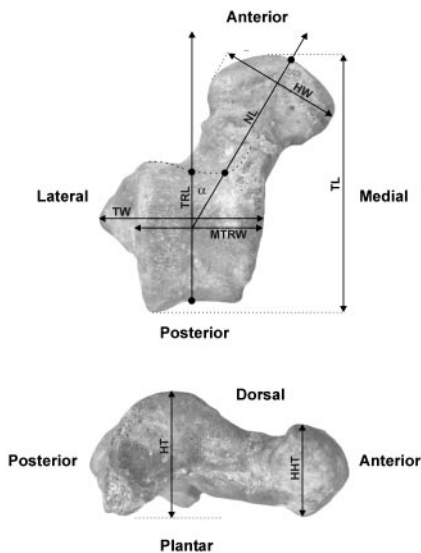 Anterior
HW
NL
TL
α
Lateral
TRL
Medial
TW
MTRW
Posterior
Dorsal
Posterior
HT
HHT
Anterior
Plantar